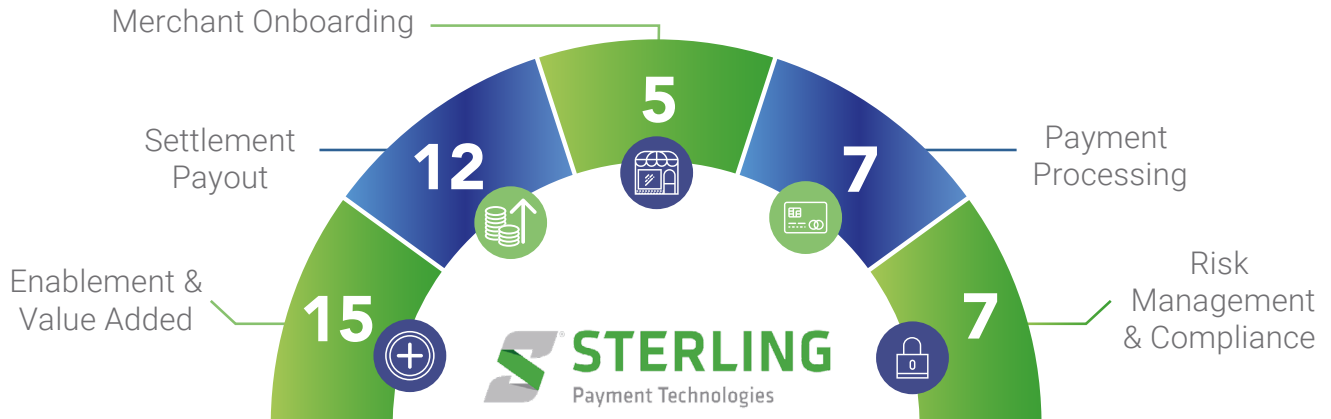 Merchant Onboarding
5
Settlement
Payout
12
7
Payment
Processing
Enablement &
Value Added
15
7
Risk
Management
& Compliance
STERLING
Payment Technologies